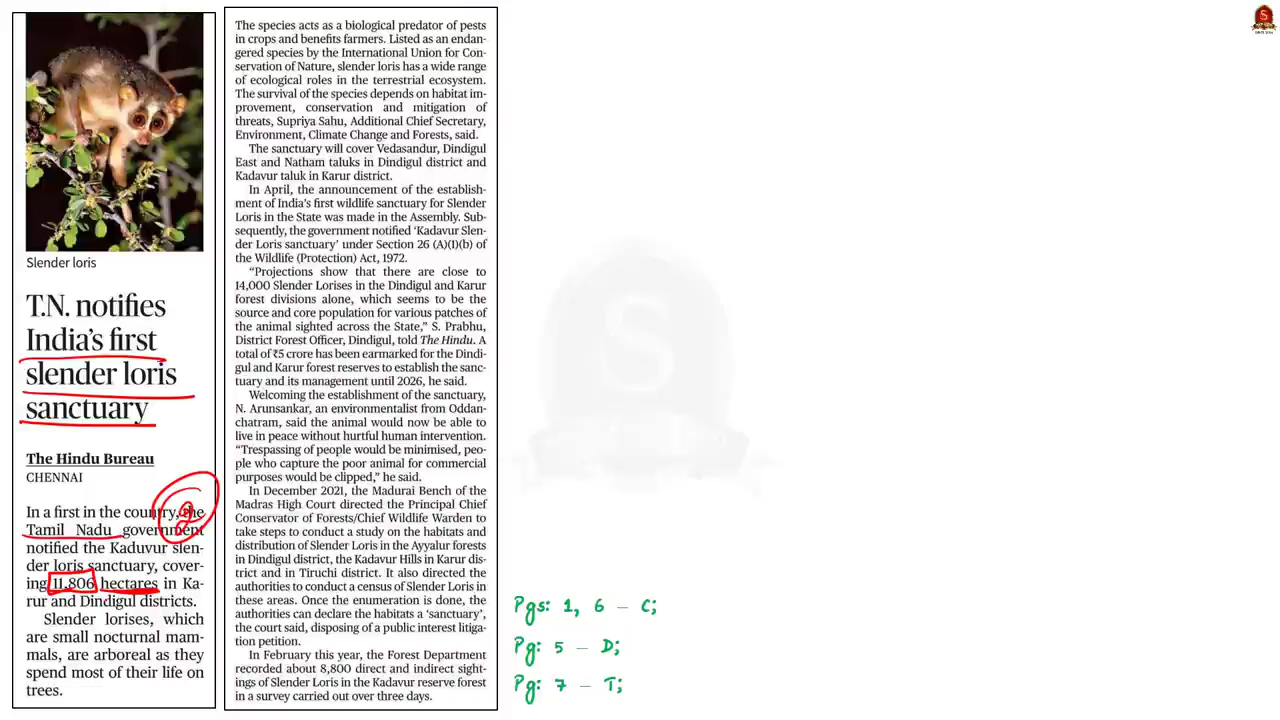 Slender loris
T.N. notifies
India's first
slender loris
sanctuary
The Hindu Bureau
CHENNAI
In a first in the country, the
Tamil Nadu government
notified the Kaduvur slen-
der loris sanctuary, cover-
ing 11,806 hectares in Ka-
rur and Dindigul districts.
Slender lorises, which
are small nocturnal mam-
mals, are arboreal as they
spend most of their life on
trees.
2
The species acts as a biological predator of pests
in crops and benefits farmers. Listed as an endan-
gered species by the International Union for Con-
servation of Nature, slender loris has a wide range
of ecological roles in the terrestrial ecosystem.
The survival of the species depends on habitat im-
provement, conservation and mitigation of
threats, Supriya Sahu, Additional Chief Secretary,
Environment, Climate Change and Forests, said.
The sanctuary will cover Vedasandur, Dindigul
East and Natham taluks in Dindigul district and
Kadavur taluk in Karur district.
In April, the announcement of the establish-
ment of India's first wildlife sanctuary for Slender
Loris in the State was made in the Assembly. Sub-
sequently, the government notified 'Kadavur Slen-
der Loris sanctuary' under Section 26 (A)(I)(b) of
the Wildlife (Protection) Act, 1972.
"Projections show that there are close to
14,000 Slender Lorises in the Dindigul and Karur
forest divisions alone, which seems to be the
source and core population for various patches of
the animal sighted across the State," S. Prabhu,
District Forest Officer, Dindigul, told The Hindu. A
total of ₹5 crore has been earmarked for the Dindi-
gul and Karur forest reserves to establish the sanc-
tuary and its management until 2026, he said.
Welcoming the establishment of the sanctuary,
N. Arunsankar, an environmentalist from Oddan-
chatram, said the animal would now be able to
live in peace without hurtful human intervention.
"Trespassing of people would be minimised, peo-
ple who capture the poor animal for commercial
purposes would be clipped," he said.
In December 2021, the Madurai Bench of the
Madras High Court directed the Principal Chief
Conservator of Forests/Chief Wildlife Warden to
take steps to conduct a study on the habitats and
distribution of Slender Loris in the Ayyalur forests
in Dindigul district, the Kadavur Hills in Karur dis-
trict and in Tiruchi district. It also directed the
authorities to conduct a census of Slender Loris in
these areas. Once the enumeration is done, the
authorities can declare the habitats a 'sanctuary',
the court said, disposing of a public interest litiga-
tion petition.
In February this year, the Forest Department
recorded about 8,800 direct and indirect sight-
ings of Slender Loris in the Kadavur reserve forest
in a survey carried out over three days.
Pgs: 1, 6 – C;
Pg: 5 – D;
Pg: 7 – T;